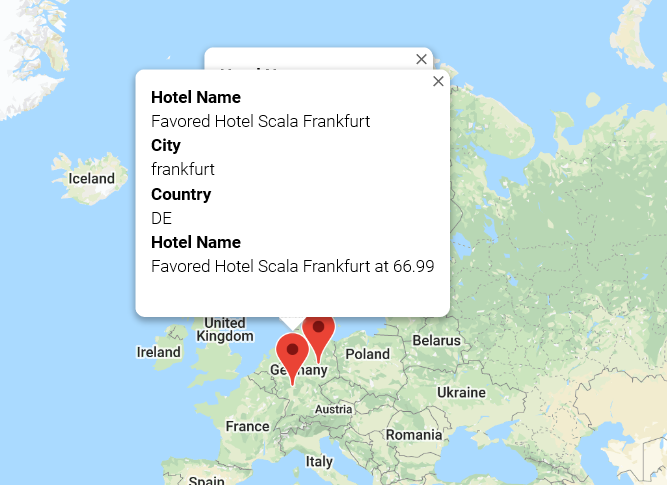 Hotel Name
Favored Hotel Scala Frankfurt
City
frankfurt
Country
DE
Hotel Name
Favored Hotel Scala Frankfurt at 66.99
Iceland
United
Kingdom
Ireland
Germany
Poland
Belarus
Ukraine
Austria
France
Romania
Italy
Spain